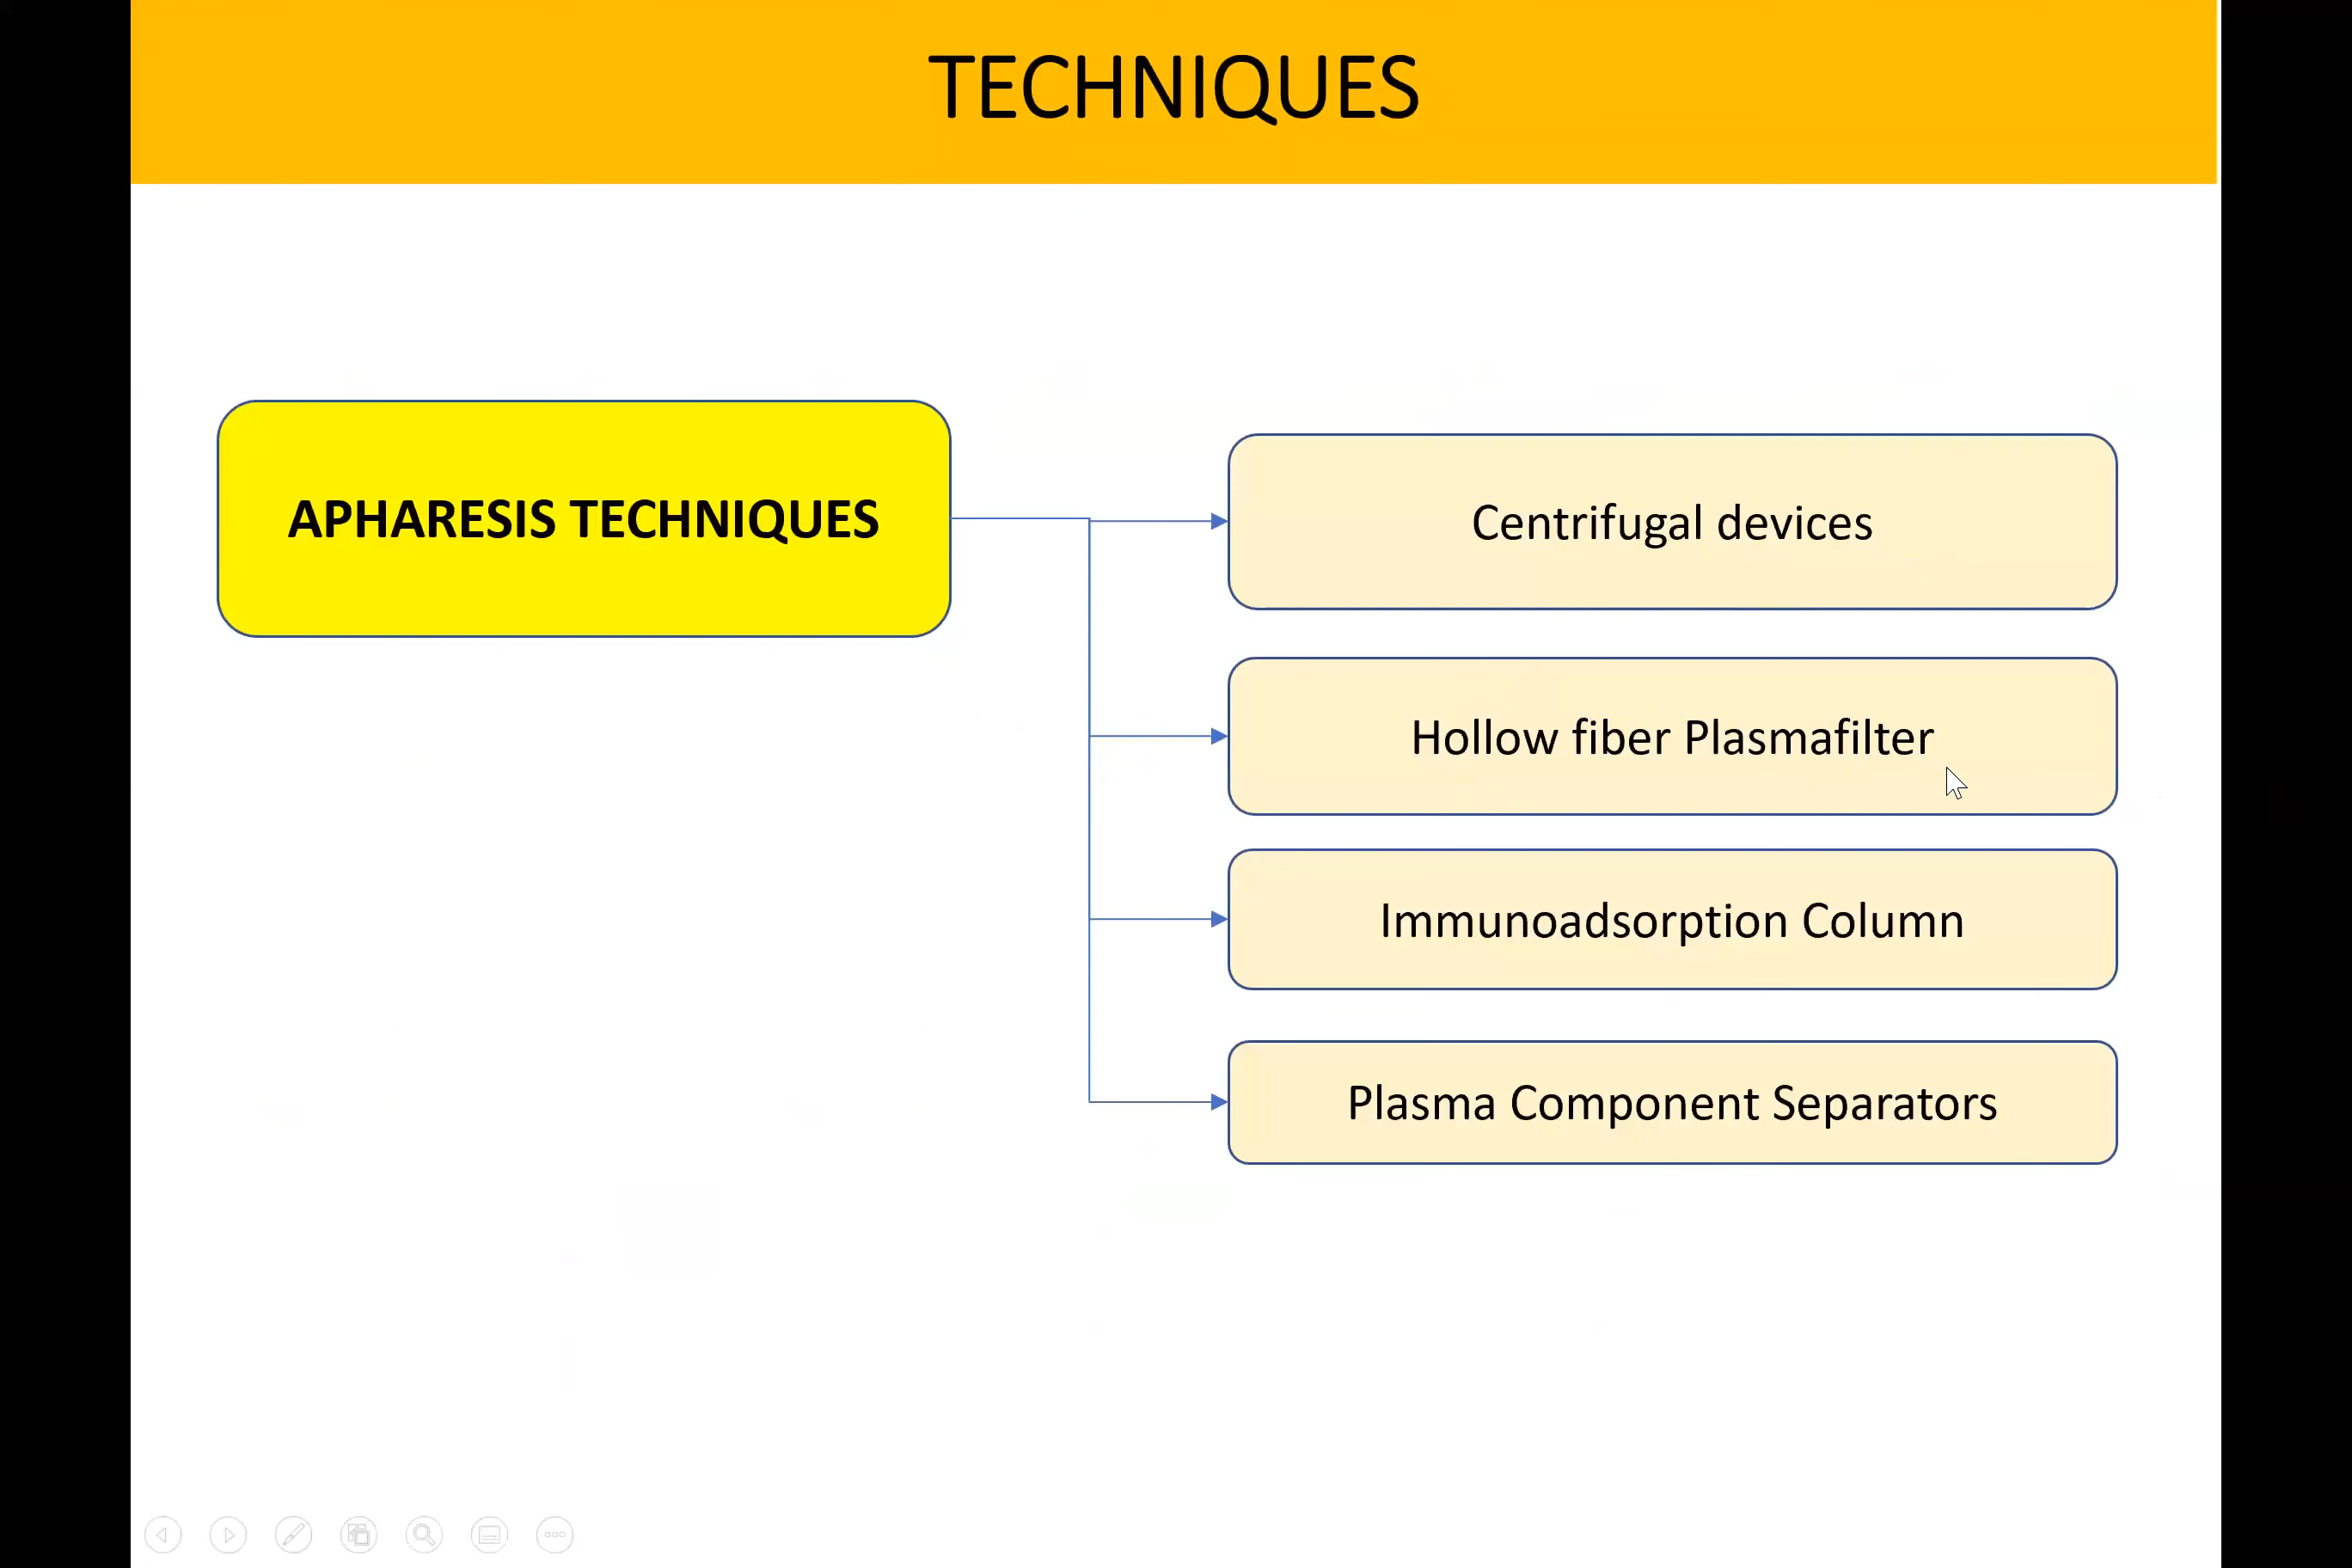 TECHNIQUES
APHARESIS TECHNIQUES
Centrifugal devices
Hollow fiber Plasmafilter
Immunoadsorption Column
Plasma Component Separators